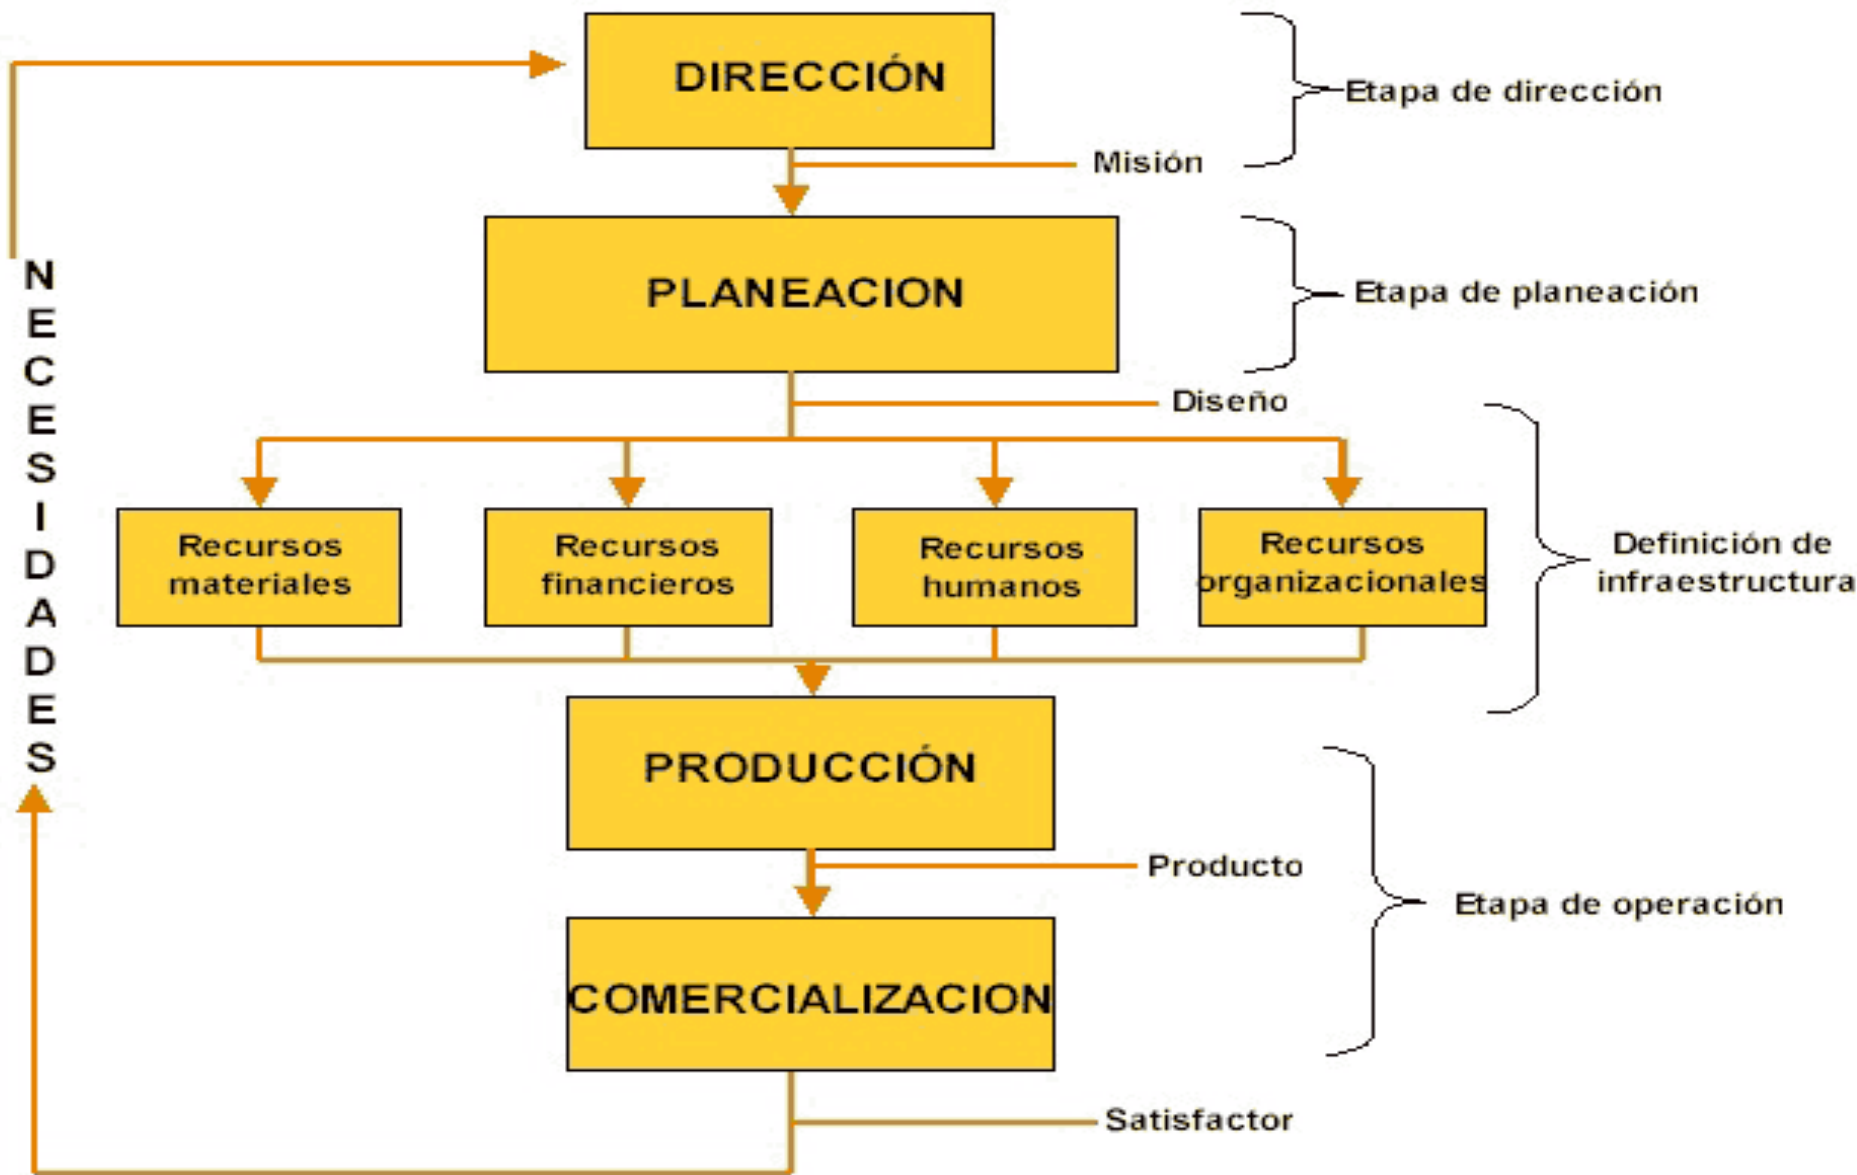 DIRECCIÓN
Etapa de dirección
Misión
PLANEACION
Etapa de planeación
Diseño
NECESIDADES
Recursos
materiales
Recursos
financieros
Recursos
humanos
Recursos
organizacionales
Definición de
infraestructura
PRODUCCIÓN
Producto
Etapa de operación
COMERCIALIZACION
Satisfactor